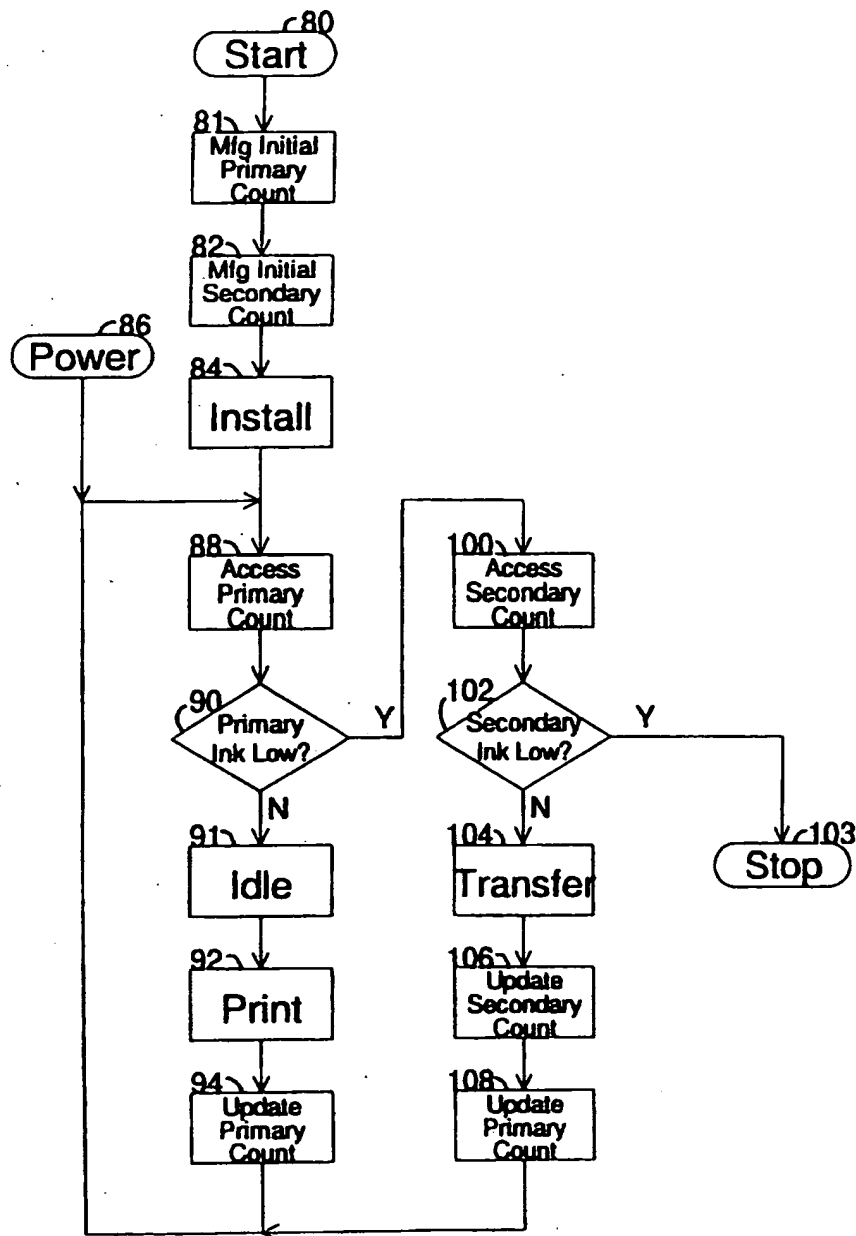 80
Start
81
Mfg Initial
Primary
Count
82
Mfg Initial
Secondary
Count
86
Power
84
Install
88
Access
Primary
Count
100
Access
Secondary
Count
90
Primary
Ink Low?
Y
N
102
Secondary
Ink Low?
Y
N
91
Idle
104
Transfer
103
Stop
92
Print
106
Update
Secondary
Count
94
Update
Primary
Count
108
Update
Primary
Count